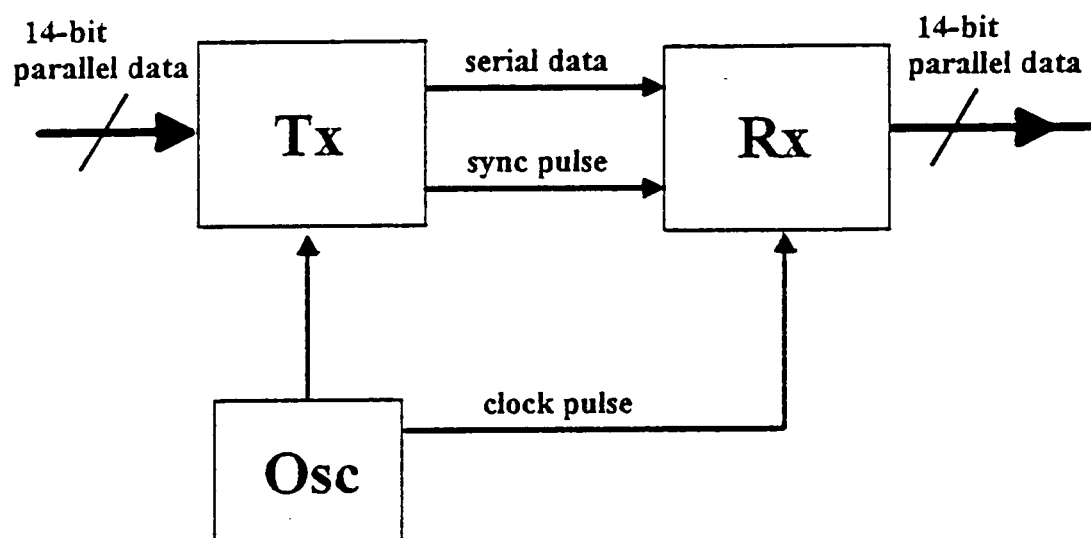 14-bit
parallel data
Tx
serial data
sync pulse
Rx
14-bit
parallel data
clock pulse
Osc